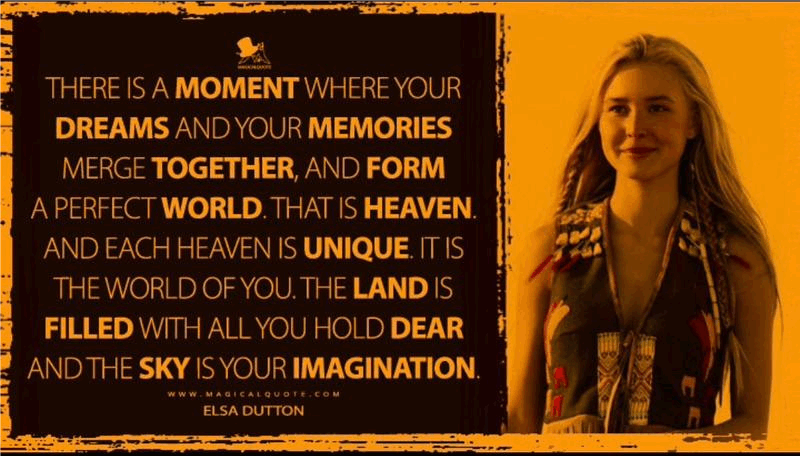 MAGICALQUOTE
THERE IS A MOMENT WHERE YOUR
DREAMS AND YOUR MEMORIES
MERGE TOGETHER, AND FORM
A PERFECT WORLD. THAT IS HEAVEN.
AND EACH HEAVEN IS UNIQUE. IT IS
THE WORLD OF YOU. THE LAND IS
FILLED WITH ALL YOU HOLD DEAR
AND THE SKY IS YOUR IMAGINATION.
WWW.MAGICALQUOTE.COM
ELSA DUTTON